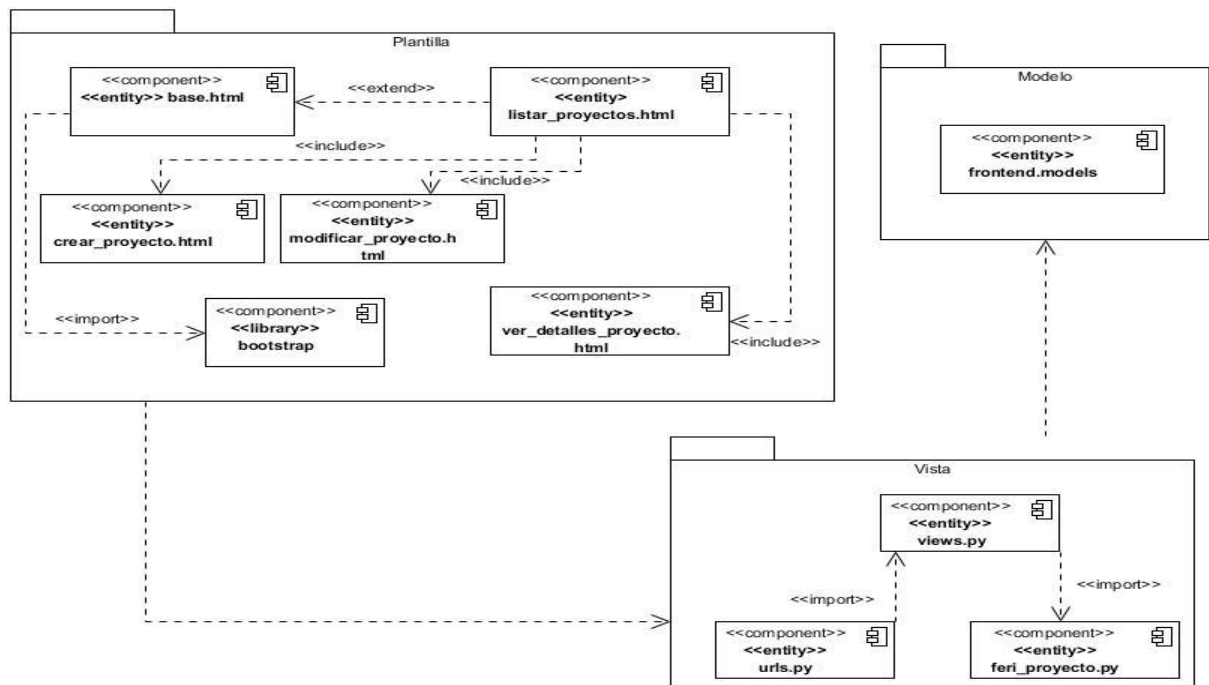 Plantilla
<<component>>
<<entity>> base.html
<<extend>>
<<component>>
<<entity>
listar_proyectos.html
<<include>>
<<include>>
<<component>>
<<entity>>
crear_proyecto.html
<<component>>
<<entity>>
modificar_proyecto.h
tml
<<import>>
<<component>>
<<library>>
bootstrap
<<component>>
<<entity>>
ver_detalles_proyecto.
html
<<include>>
Modelo
<<component>>
<<entity>>
frontend.models
Vista
<<component>>
<<entity>>
views.py
<<import>>
<<import>>
<<component>>
<<entity>>
urls.py
<<component>>
<<entity>>
feri_proyecto.py